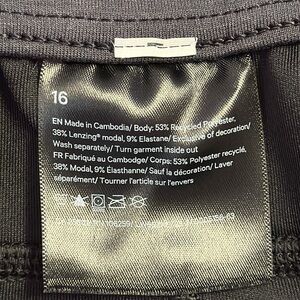 16
EN Made in Cambodia/ Body: 53% Recycled Polyester,
38% Lenzing® modal, 9% Elastane/ Exclusive of decoration/
Wash separately/ Turn garment inside out
FR Fabriqué au Cambodge/ Corps: 53% Polyester recyclé,
38% Modal, 9% Élasthanne/ Sauf la décoration/ Laver
séparément/ Tourner l'article sur l'envers